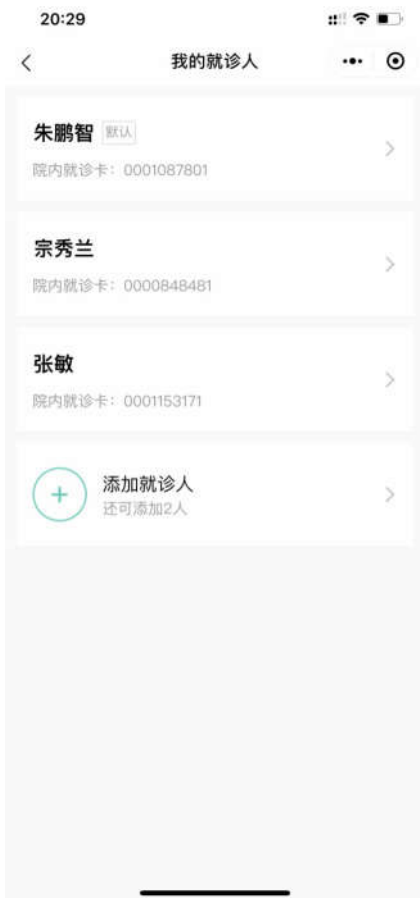 20:29
我的就诊人
朱鹏智 默认
院内就诊卡：0001087801
宗秀兰
院内就诊卡：0000848481
张敏
院内就诊卡：0001153171
添加就诊人
还可添加2人